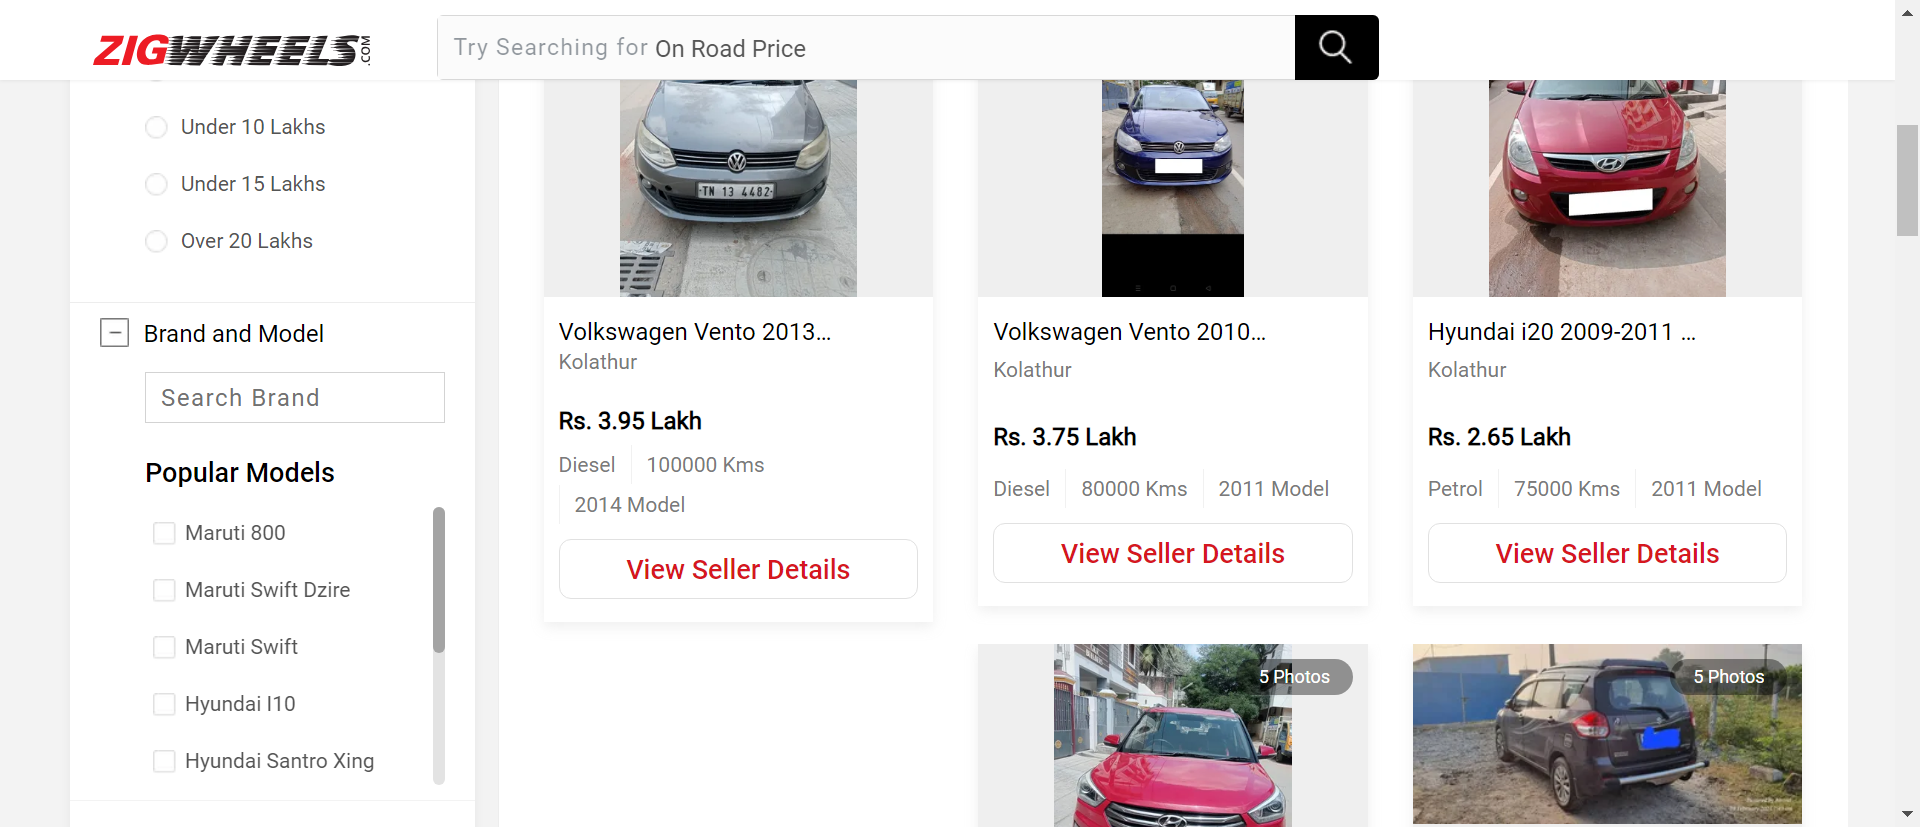 ZIGWHEELS.COM
Try Searching for On Road Price
Under 10 Lakhs
Under 15 Lakhs
Over 20 Lakhs
Brand and Model
Search Brand
Popular Models
Maruti 800
Maruti Swift Dzire
Maruti Swift
Hyundai I10
Hyundai Santro Xing
TN 13 4482
Volkswagen Vento 2013...
Kolathur
Rs. 3.95 Lakh
Diesel
100000 Kms
2014 Model
View Seller Details
Volkswagen Vento 2010...
Kolathur
Rs. 3.75 Lakh
Diesel
80000 Kms
2011 Model
View Seller Details
Hyundai i20 2009-2011 ...
Kolathur
Rs. 2.65 Lakh
Petrol
75000 Kms
2011 Model
View Seller Details
5 Photos
5 Photos